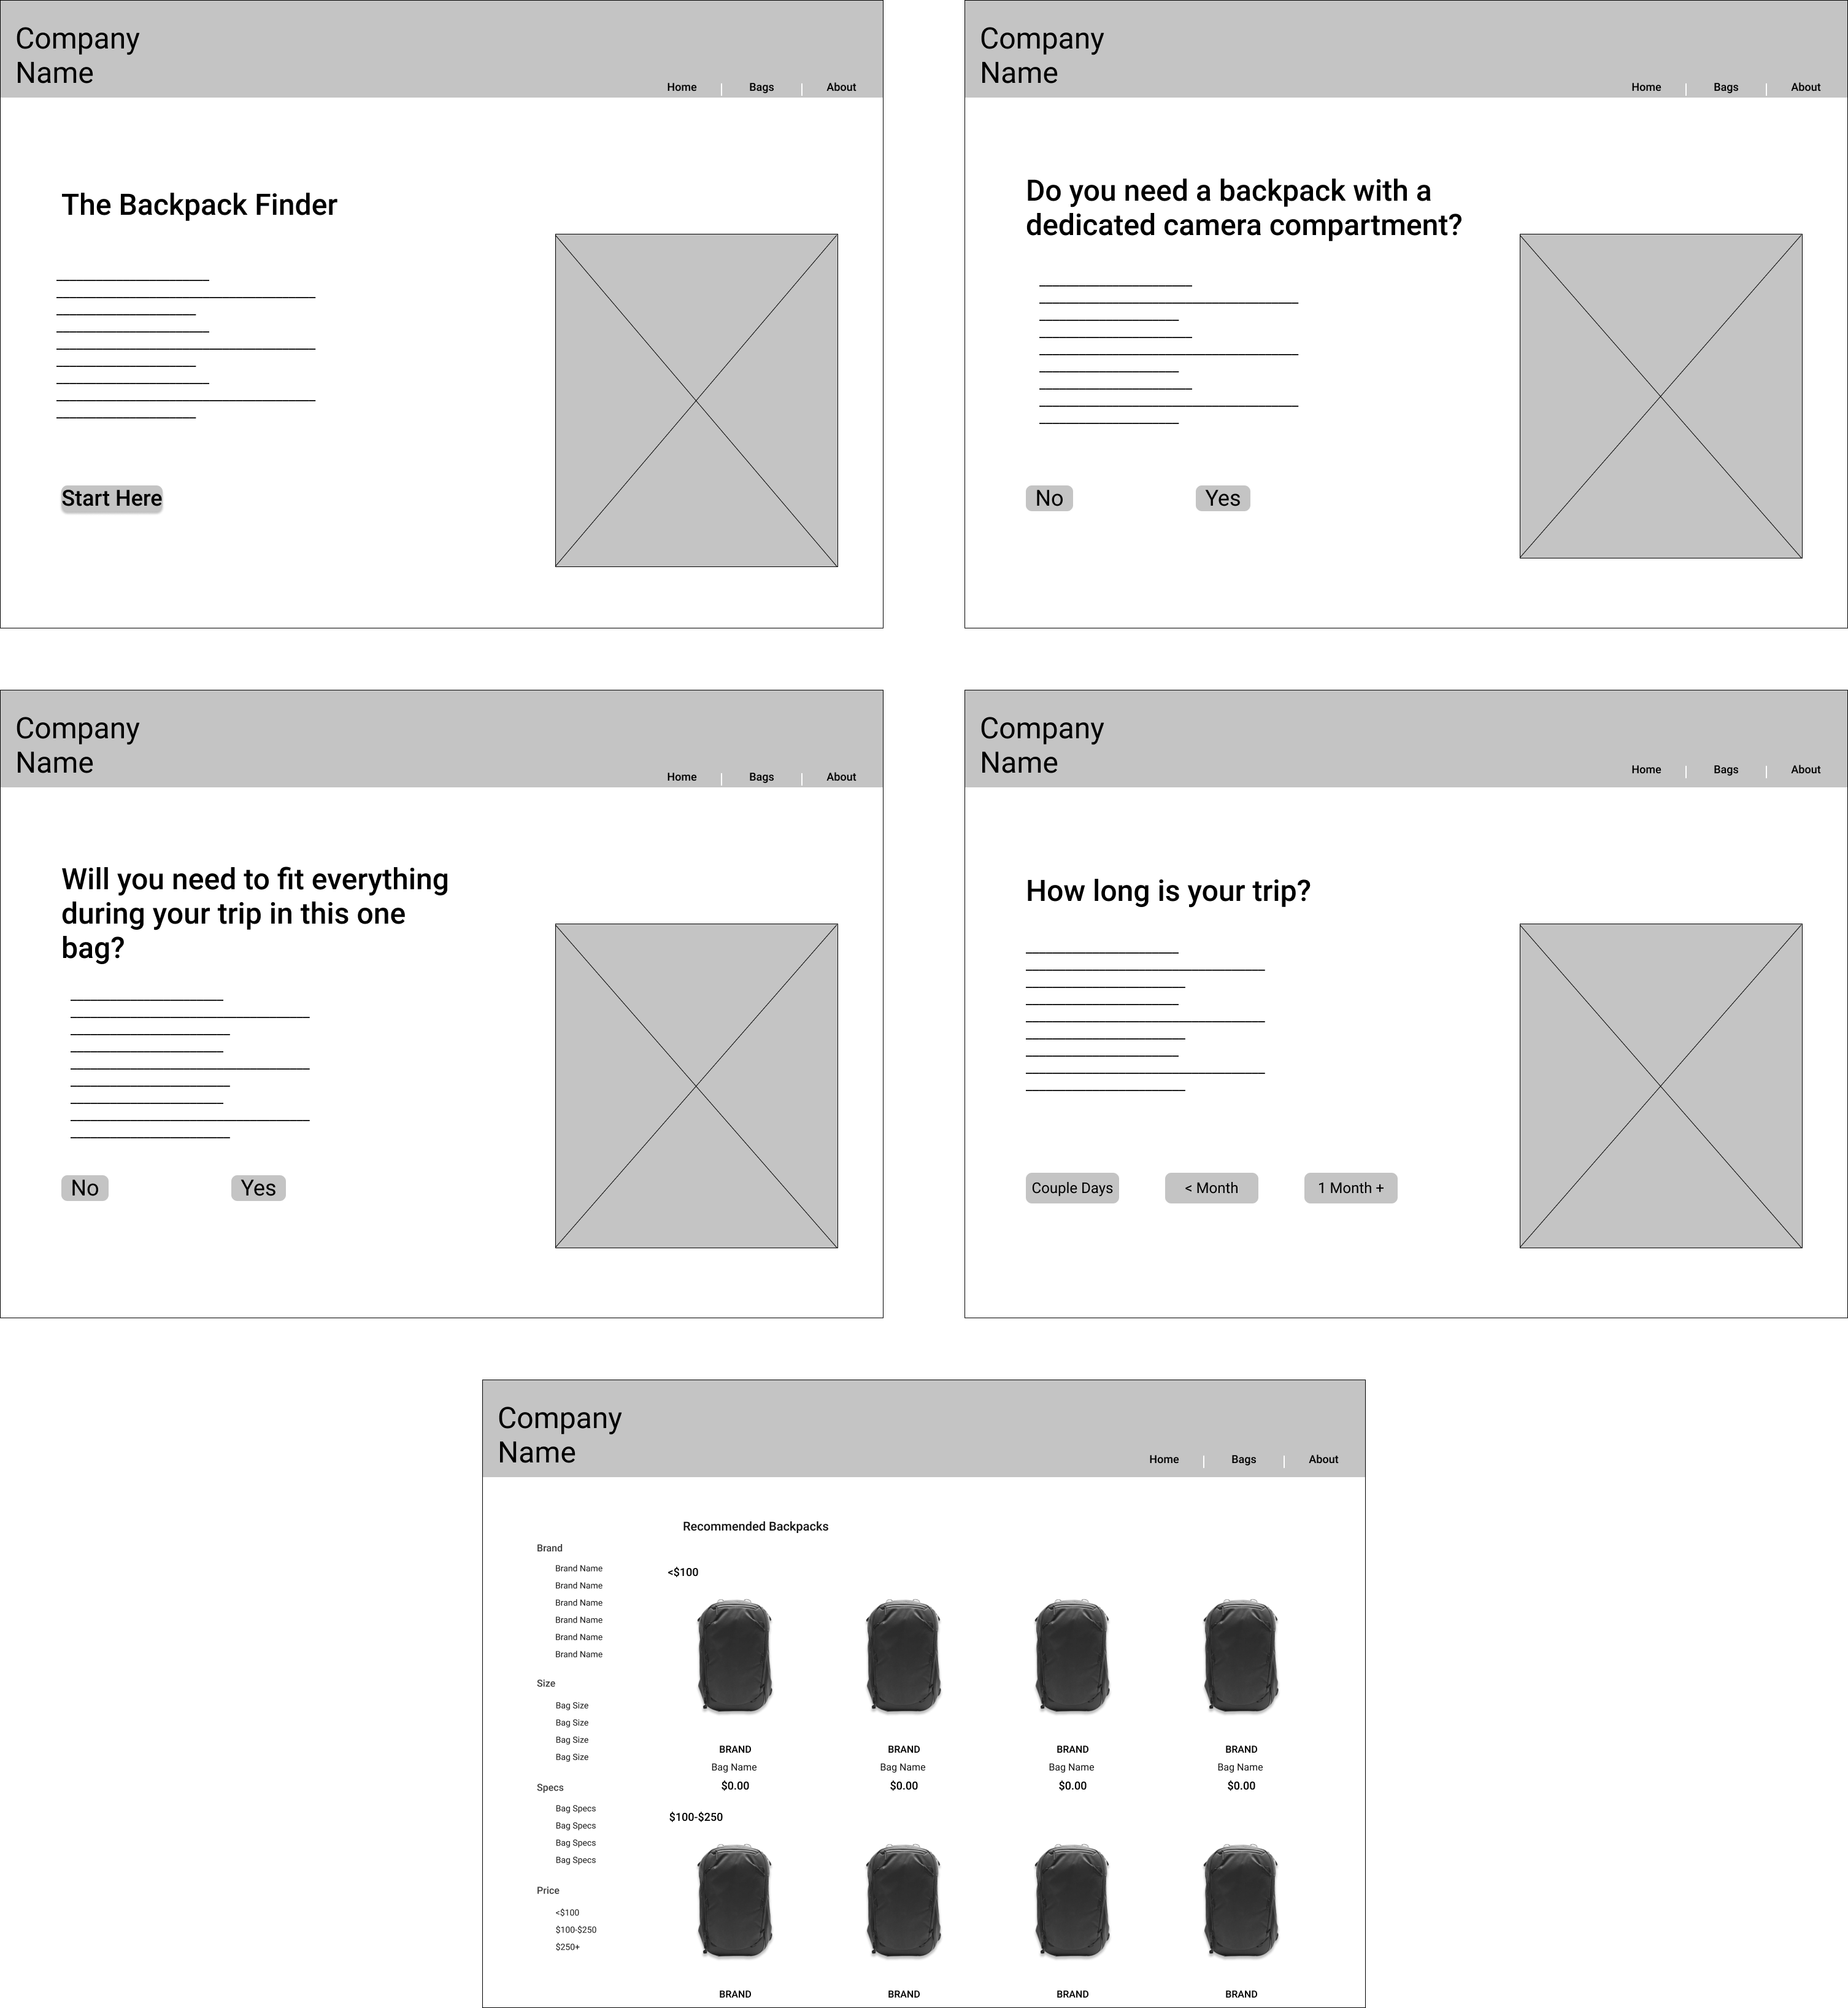 Company
Name
Home
Bags
About
The Backpack Finder
Start Here
Company
Name
Home
Bags
About
Do you need a backpack with a
dedicated camera compartment?
No
Yes
Company
Name
Home
Bags
About
Will you need to fit everything
during your trip in this one
bag?
No
Yes
Company
Name
Home
Bags
About
How long is your trip?
Couple Days
< Month
1 Month +
Company
Name
Home
Bags
About
Brand
Brand Name
Brand Name
Brand Name
Brand Name
Brand Name
Brand Name
Size
Bag Size
Bag Size
Bag Size
Bag Size
Specs
Bag Specs
Bag Specs
Bag Specs
Bag Specs
Price
<$100
$100-$250
$250+
Recommended Backpacks
<$100
BRAND
Bag Name
$0.00
BRAND
Bag Name
$0.00
BRAND
Bag Name
$0.00
BRAND
Bag Name
$0.00
$100-$250
BRAND
BRAND
BRAND
BRAND